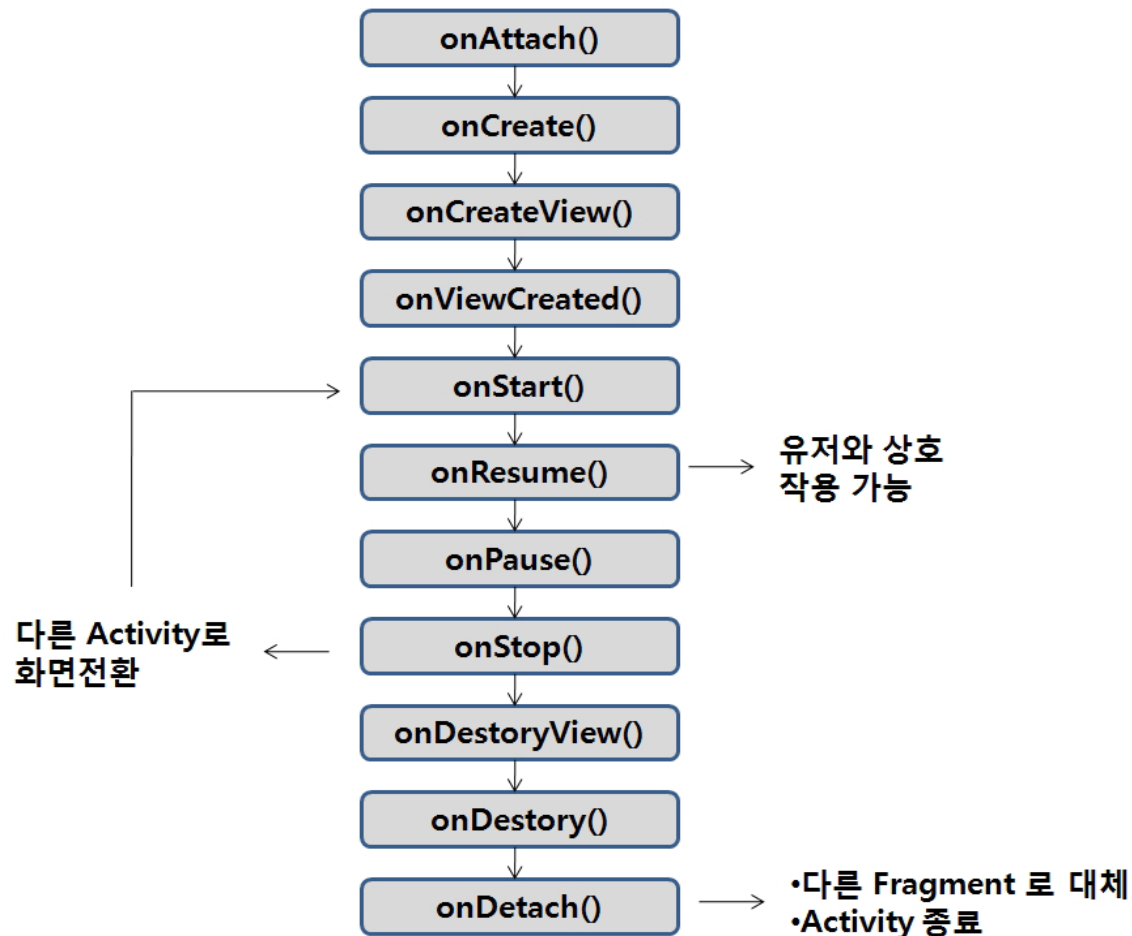 onAttach()
onCreate()
onCreateView()
onViewCreated()
onStart()
onResume()
유저와 상호
작용 가능
onPause()
onStop()
다른 Activity로
화면전환
onDestoryView()
onDestory()
onDetach()
•다른 Fragment 로 대체
•Activity 종료